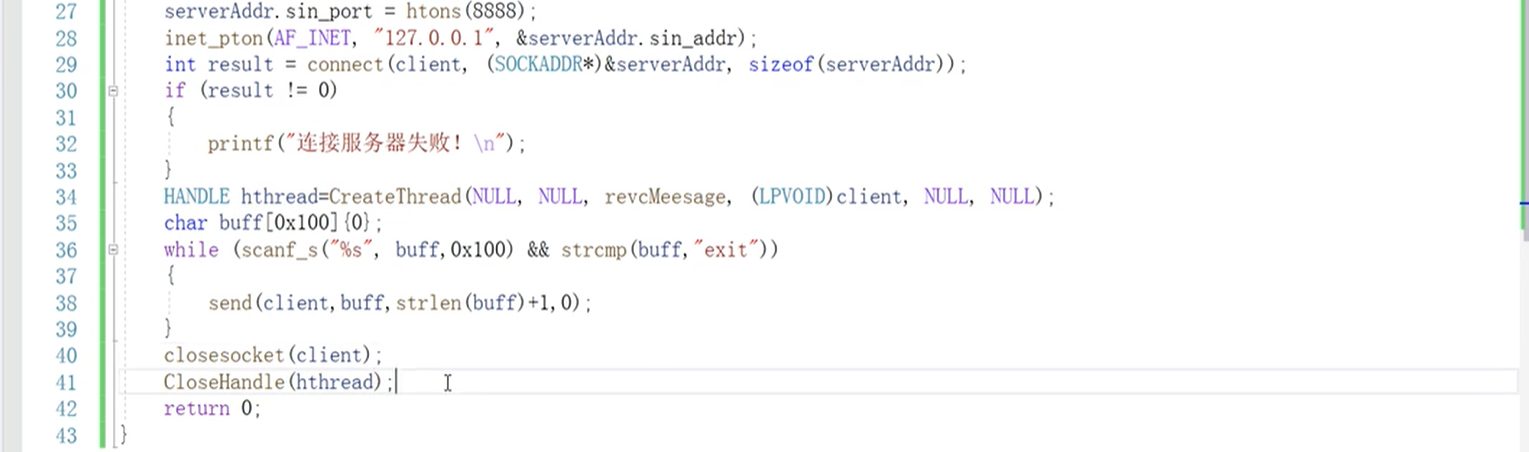 27 serverAddr.sin_port = htons(8888);
28 inet_pton(AF_INET, "127.0.0.1", &serverAddr.sin_addr);
29 int result = connect(client, (SOCKADDR*)&serverAddr, sizeof(serverAddr));
30 if (result != 0)
31 {
32 printf("连接服务器失败! \n");
33 }
34 HANDLE hthread=CreateThread(NULL, NULL, revcMeesage, (LPVOID)client, NULL, NULL);
35 char buff[0x100]{0};
36 while (scanf_s("%s", buff,0x100) && strcmp(buff,"exit"))
37 {
38 send(client,buff,strlen(buff)+1,0);
39 }
40 closesocket(client);
41 CloseHandle(hthread);
42 return 0;
43 }